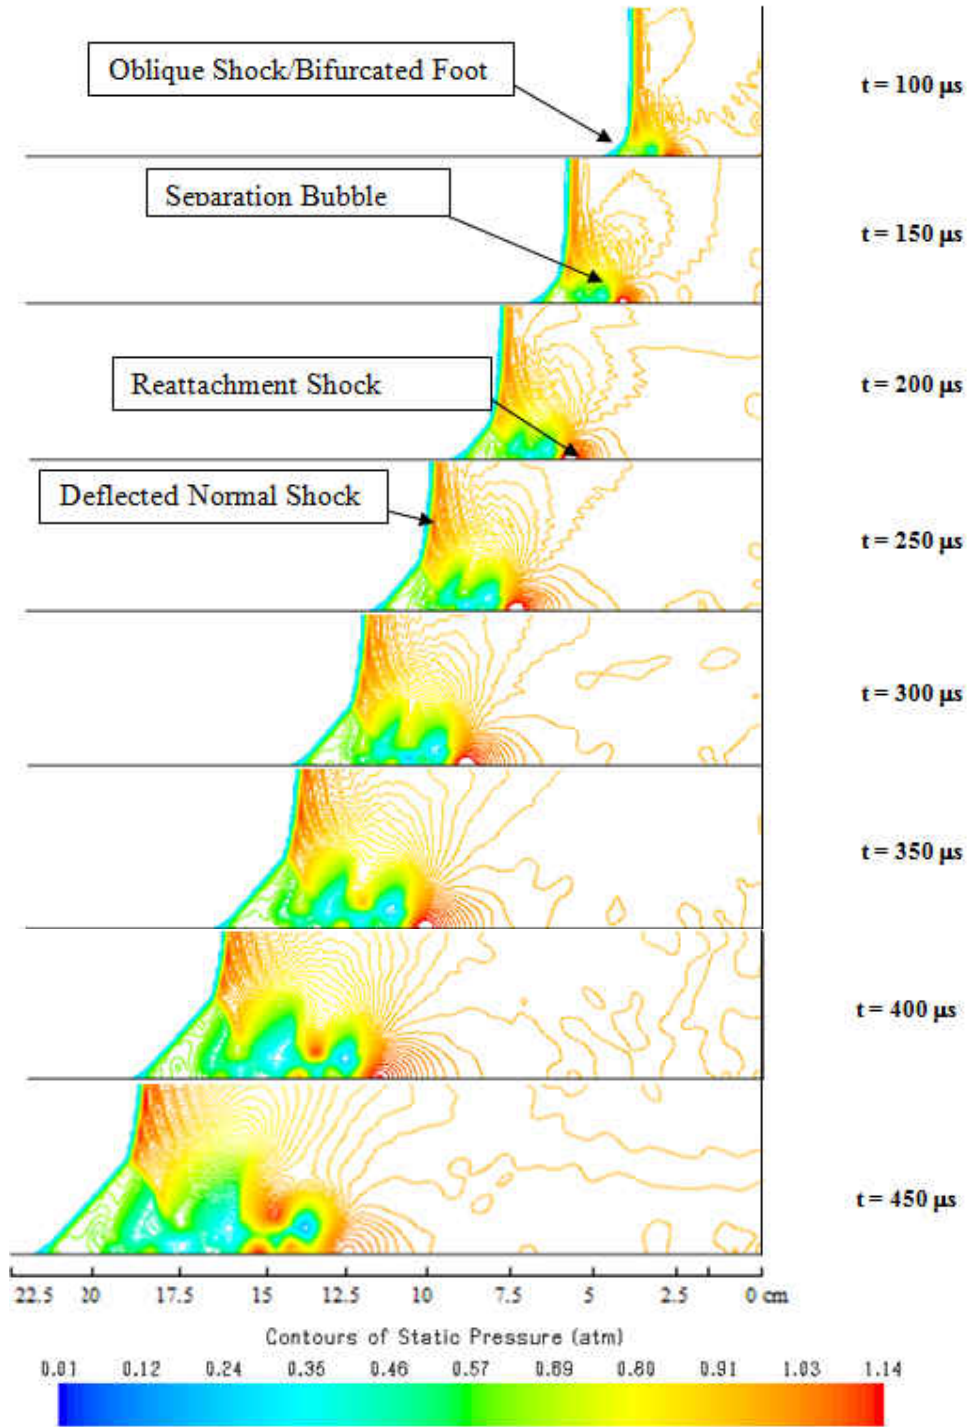 Oblique Shock/Bifurcated Foot
t = 100 µs
Separation Bubble
t = 150 µs
Reattachment Shock
t = 200 µs
Deflected Normal Shock
t = 250 µs
t = 300 µs
t = 350 µs
t = 400 µs
t = 450 µs
22.5 20 17.5 15 12.5 10 7.5 5 2.5 0 cm
Contours of Static Pressure (atm)
0.01 0.12 0.24 0.35 0.46 0.57 0.69 0.80 0.91 1.03 1.14